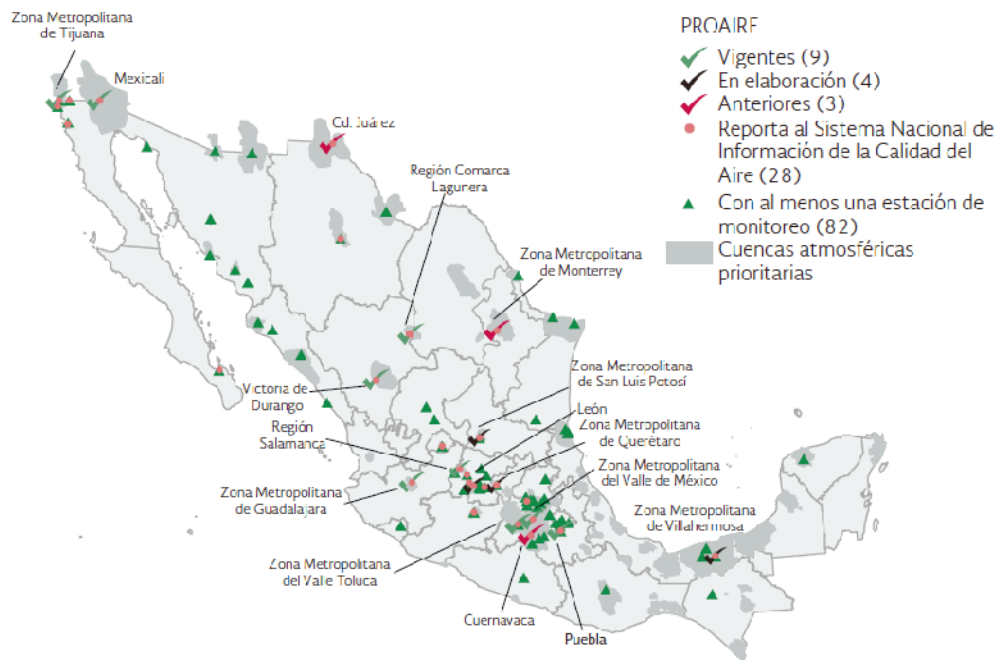 Zona Metropolitana
de Tijuana
Mexicali
Cd. Juárez
Región Comarca
Lagunera
Zona Metropolitana
de Monterrey
PROAIRE
Vigentes (9)
En elaboración (4)
Anteriores (3)
Reporta al Sistema Nacional de
Información de la Calidad del
Aire (28)
Con al menos una estación de
monitoreo (82)
Cuencas atmosféricas
prioritarias
Zona Metropolitana
de San Luis Potosí
Victoria de
Durango
León
Región
Salamanca
Zona Metropolitana
de Querétaro
Zona Metropolitana
del Valle de México
Zona Metropolitana
de Guadalajara
Zona Metropolitana
de Villahermosa
Zona Metropolitana
del Valle Toluca
Cuernavaca
Puebla